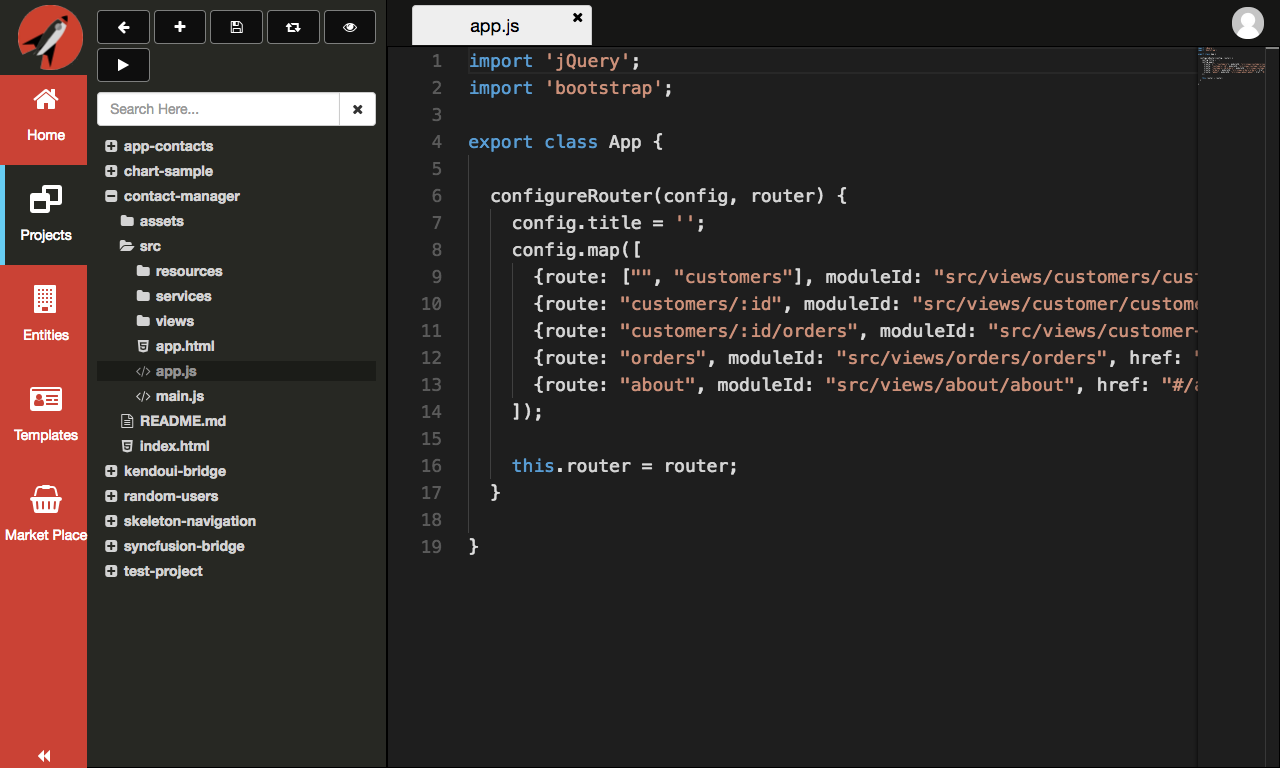 app.js
Home
Projects
Entities
Templates
Market Place
Search Here...
app-contacts
chart-sample
contact-manager
assets
src
resources
services
views
app.html
app.js
main.js
README.md
index.html
kendoui-bridge
random-users
skeleton-navigation
syncfusion-bridge
test-project
1 import 'jQuery';
2 import 'bootstrap';
3
4 export class App {
5
6 configureRouter(config, router) {
7 config.title = '';
8 config.map([
9 {route: ["", "customers"], moduleId: "src/views/customers/cust
10 {route: "customers/:id", moduleId: "src/views/customer/custome
11 {route: "customers/:id/orders", moduleId: "src/views/customer-
12 {route: "orders", moduleId: "src/views/orders/orders", href: "
13 {route: "about", moduleId: "src/views/about/about", href: "#/a
14 ]);
15
16 this.router = router;
17 }
18
19 }